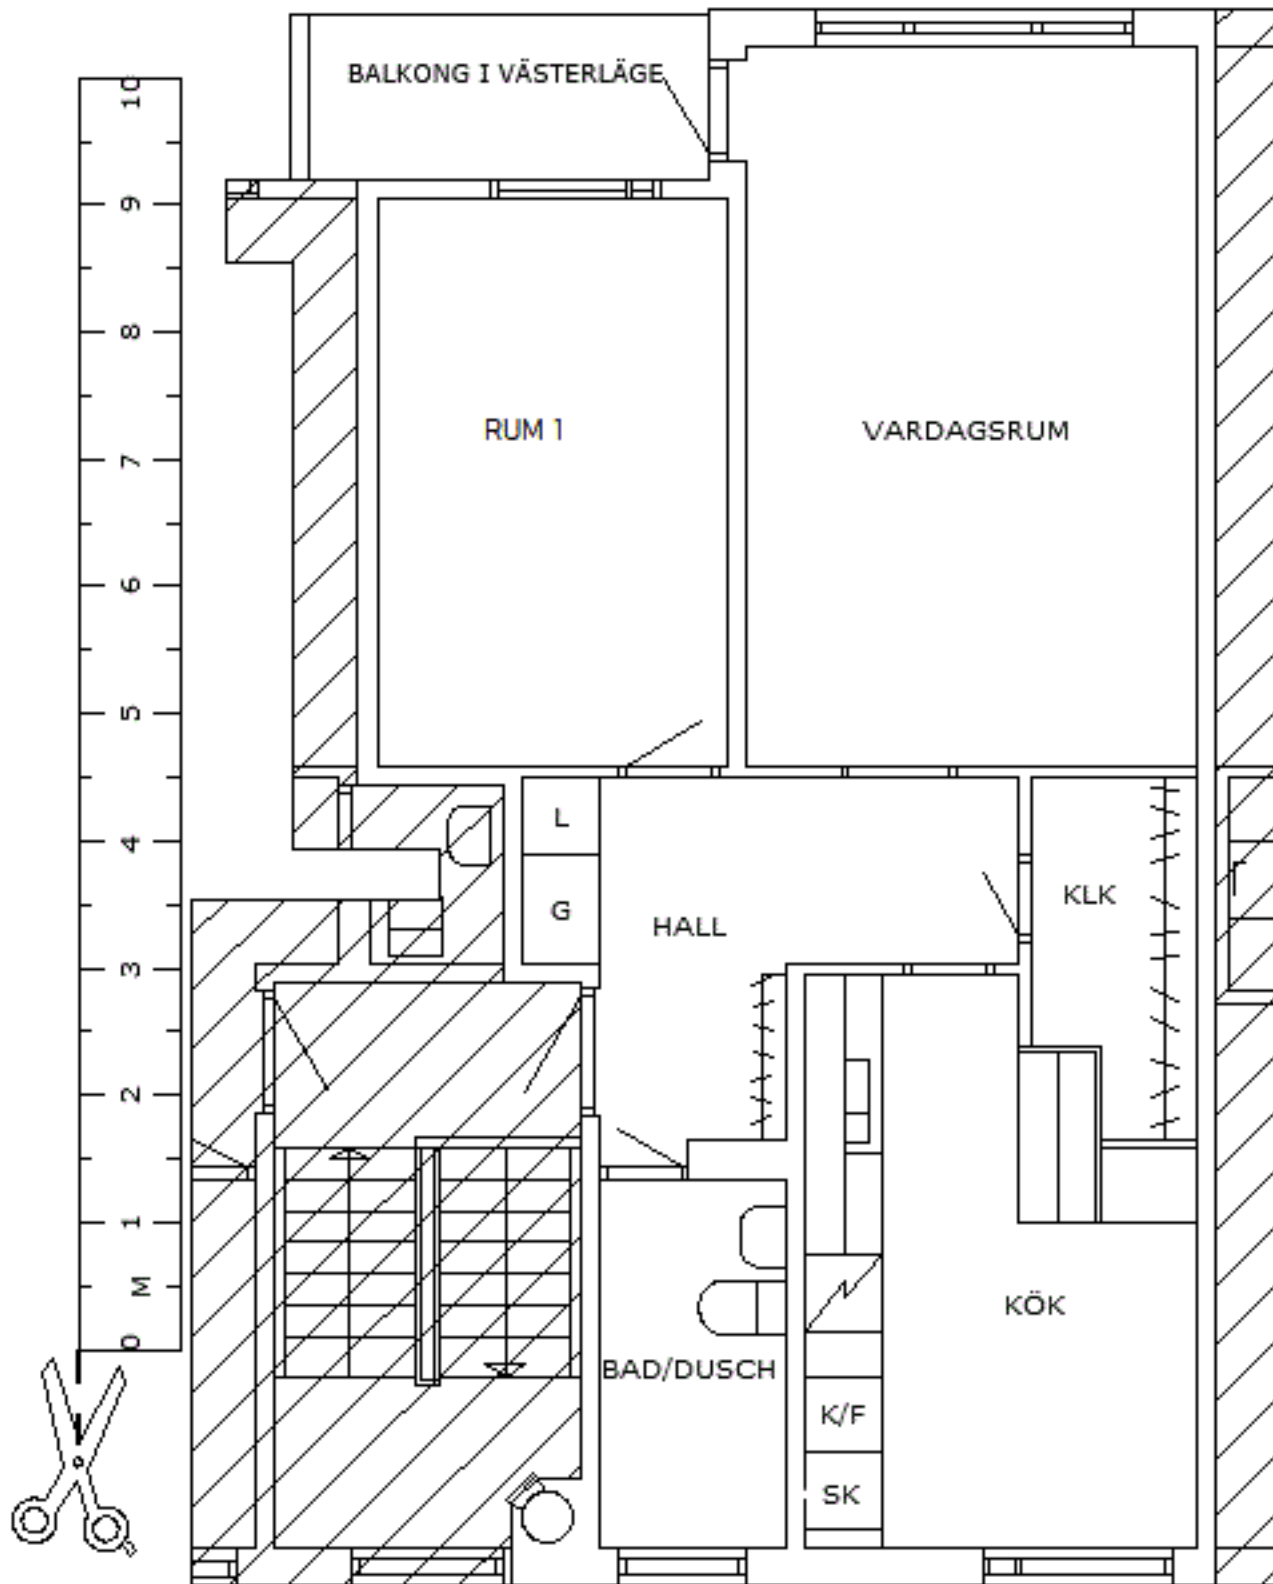 BALKONG I VÄSTERLÄGE
10
9
8
7
6
5
4
3
2
1
M
0
RUM 1
VARDAGSRUM
L
G
HALL
KLK
KÖK
BAD/DUSCH
K/F
SK